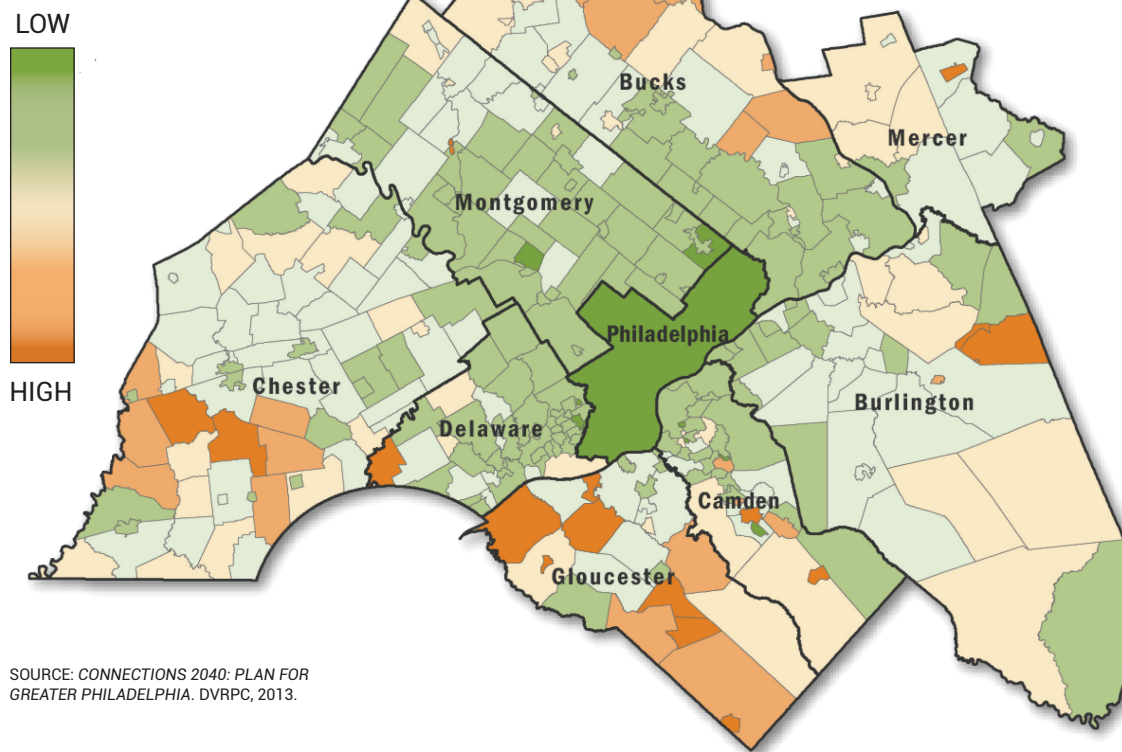 LOW
HIGH
Bucks
Mercer
Montgomery
Philadelphia
Chester
Delaware
Burlington
Camden
Gloucester
SOURCE: CONNECTIONS 2040: PLAN FOR
GREATER PHILADELPHIA. DVRPC, 2013.